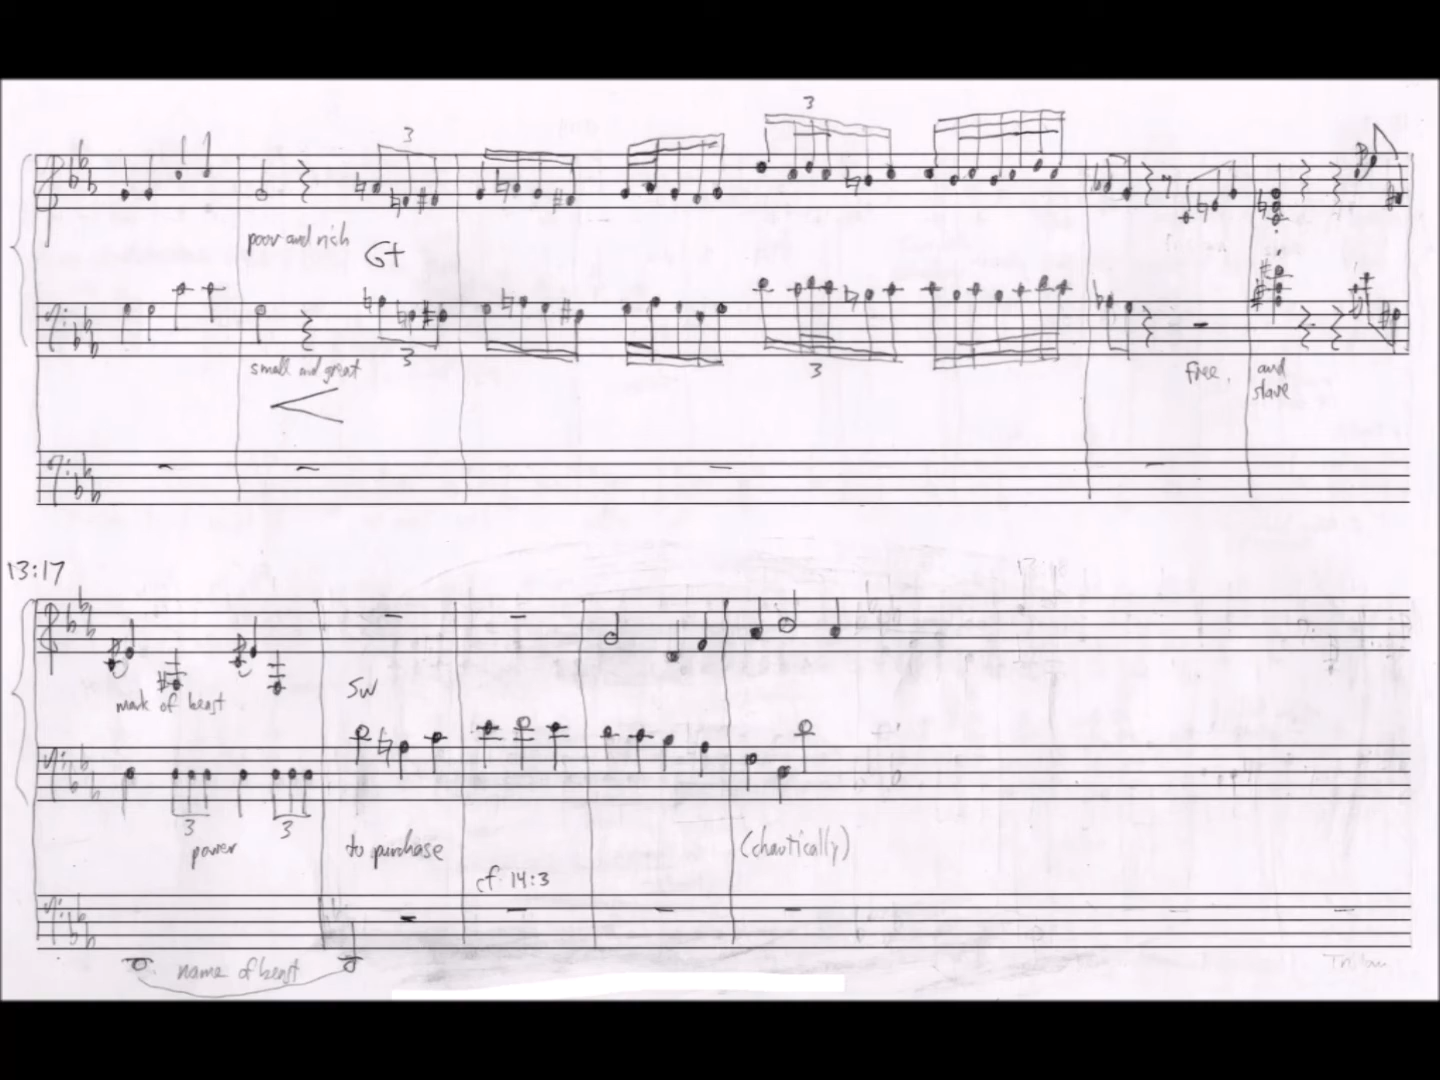 3
3
poor and rich
Gt
3
3
small and great
free,
and
slave
13:17
mark of beast
Sw
3
3
power
to purchase
(chaotically)
cf. 14:3
name of beast